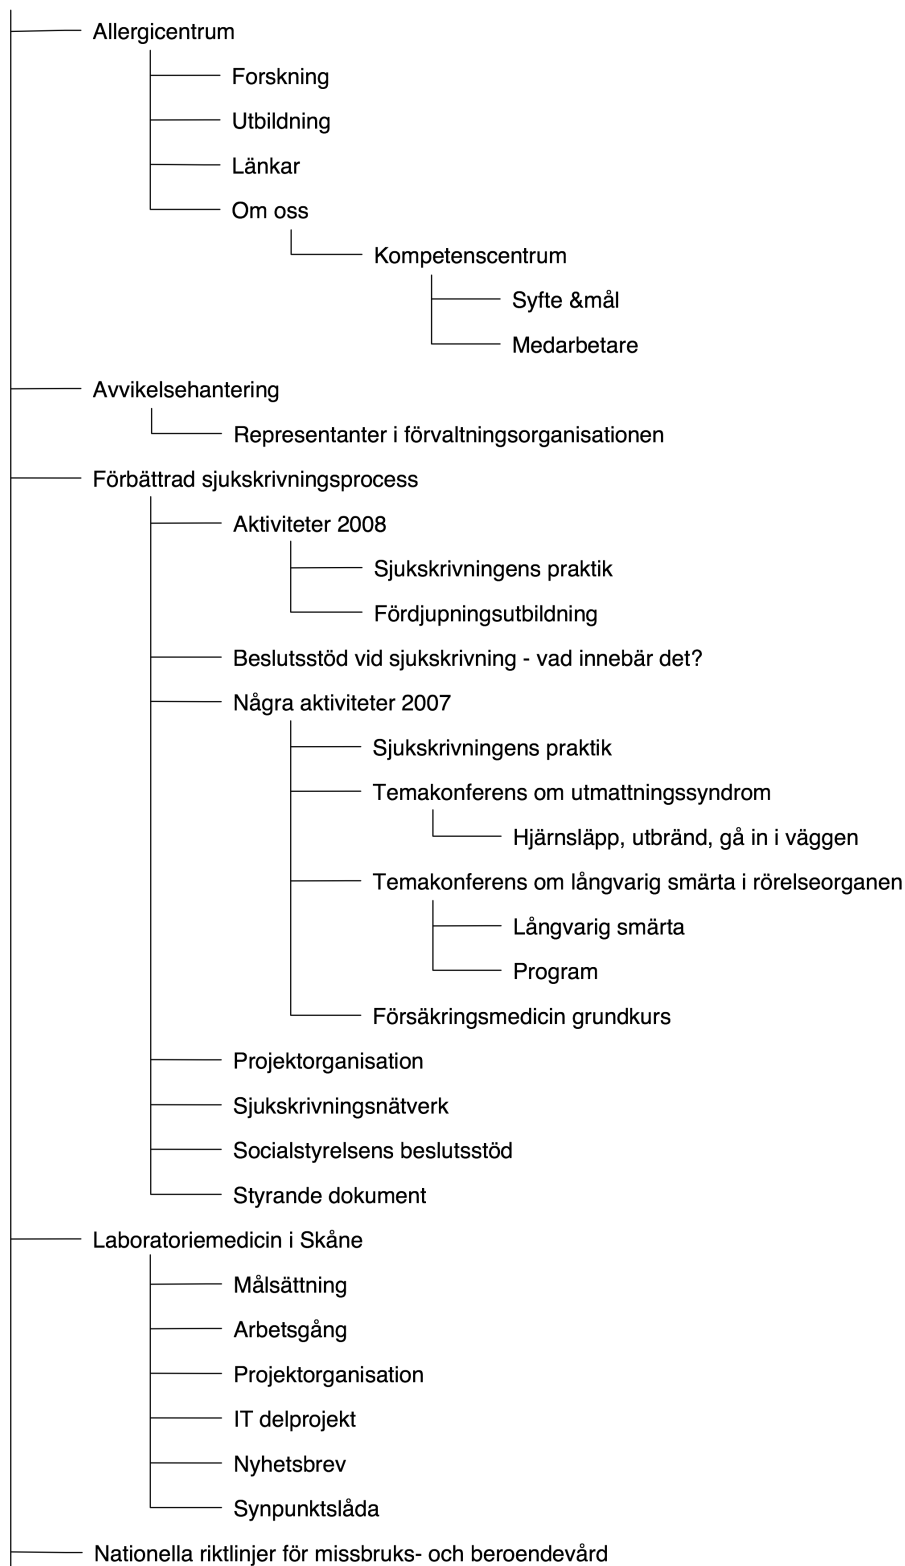 Allergicentrum
Forskning
Utbildning
Länkar
Om oss
Kompetenscentrum
Syfte &mål
Medarbetare
Avvikelsehantering
Representanter i förvaltningsorganisationen
Förbättrad sjukskrivningsprocess
Aktiviteter 2008
Sjukskrivningens praktik
Fördjupningsutbildning
Beslutsstöd vid sjukskrivning - vad innebär det?
Några aktiviteter 2007
Sjukskrivningens praktik
Temakonferens om utmattningssyndrom
Hjärnsläpp, utbränd, gå in i väggen
Temakonferens om långvarig smärta i rörelseorganen
Långvarig smärta
Program
Försäkringsmedicin grundkurs
Projektorganisation
Sjukskrivningsnätverk
Socialstyrelsens beslutsstöd
Styrande dokument
Laboratoriemedicin i Skåne
Målsättning
Arbetsgång
Projektorganisation
IT delprojekt
Nyhetsbrev
Synpunktslåda
Nationella riktlinjer för missbruks- och beroendevård